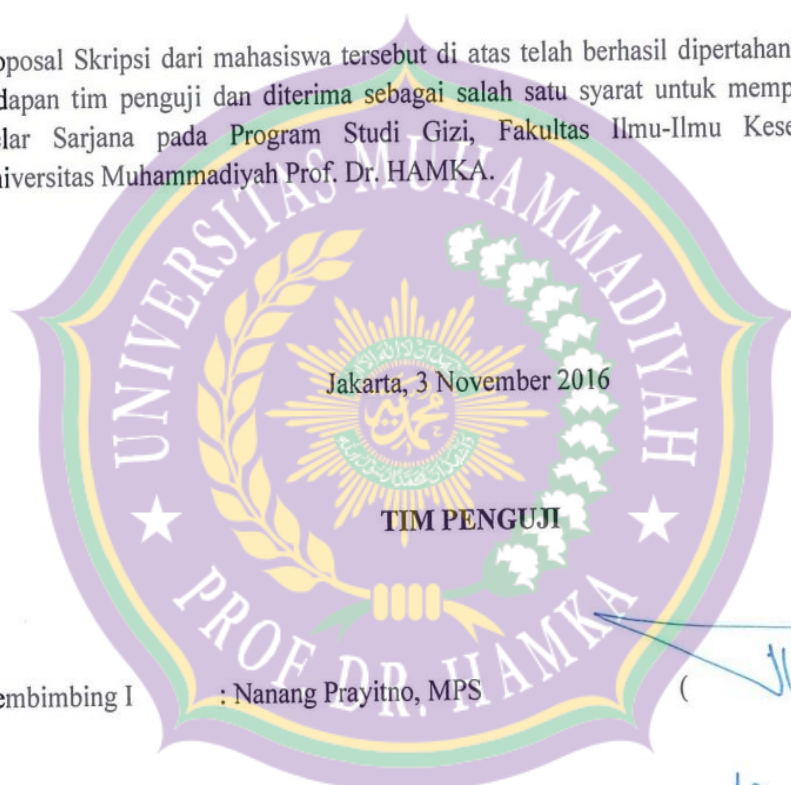 oposal Skripsi dari mahasiswa tersebut di atas telah berhasil dipertahank
dapan tim penguji dan diterima sebagai salah satu syarat untuk memp
elar Sarjana pada Program Studi Gizi, Fakultas Ilmu-Ilmu Kese
niversitas Muhammadiyah Prof. Dr. HAMKA.
UNIVERSITAS MUHAMMADIYAH
Jakarta, 3 November 2016
محمدية
TIM PENGUJI
PROF DR. HAMKA
embimbing I : Nanang Prayitno, MPS (